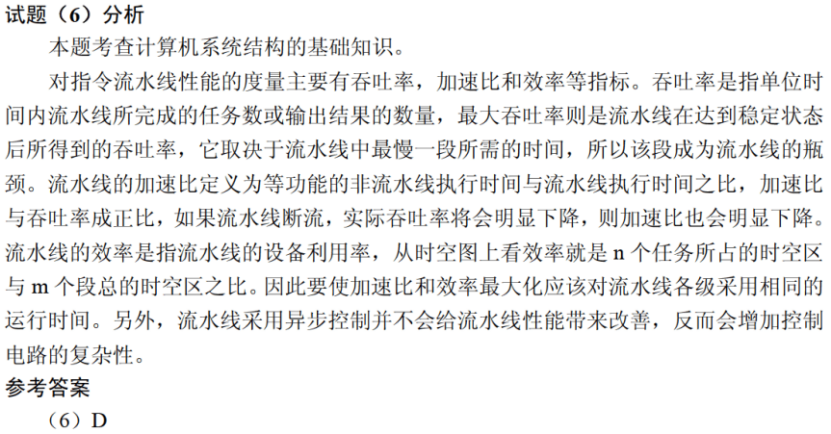 试题（6）分析
本题考查计算机系统结构的基础知识。
对指令流水线性能的度量主要有吞吐率，加速比和效率等指标。吞吐率是指单位时
间内流水线所完成的任务数或输出结果的数量，最大吞吐率则是流水线在达到稳定状态
后所得到的吞吐率，它取决于流水线中最慢一段所需的时间，所以该段成为流水线的瓶
颈。流水线的加速比定义为等功能的非流水线执行时间与流水线执行时间之比，加速比
与吞吐率成正比，如果流水线断流，实际吞吐率将会明显下降，则加速比也会明显下降。
流水线的效率是指流水线的设备利用率，从时空图上看效率就是 n 个任务所占的时空区
与 m 个段总的时空区之比。因此要使加速比和效率最大化应该对流水线各级采用相同的
运行时间。另外，流水线采用异步控制并不会给流水线性能带来改善，反而会增加控制
电路的复杂性。
参考答案
（6）D